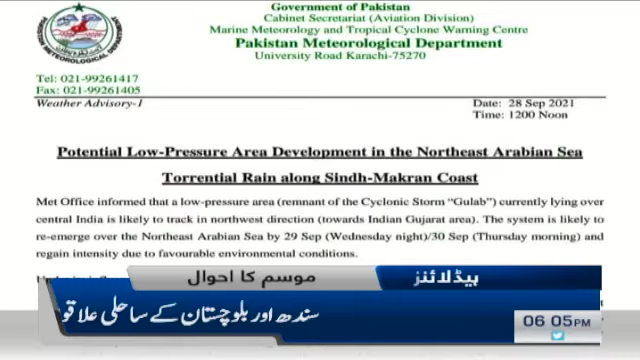 Government of Pakistan
Cabinet Secretariat (Aviation Division)
Marine Meteorology and Tropical Cyclone Warning Centre
Pakistan Meteorological Department
University Road Karachi-75270
Tel: 021-99261417
Fax: 021-99261405
Weather Advisory-1
Date: 28 Sep 2021
Time: 1200 Noon
Potential Low-Pressure Area Development in the Northeast Arabian Sea
Torrential Rain along Sindh-Makran Coast
Met Office informed that a low-pressure area (remnant of the Cyclonic Storm “Gulab”) currently lying over
central India is likely to track in northwest direction (towards Indian Gujarat area). The system is likely to
re-emerge over the Northeast Arabian Sea by 29 Sep (Wednesday night)/30 Sep (Thursday morning) and
regain intensity due to favourable environmental conditions.
ہیڈلائنز
موسم کا احوال
سندھ اور بلوچستان کے ساحلی علاقو
06:05PM